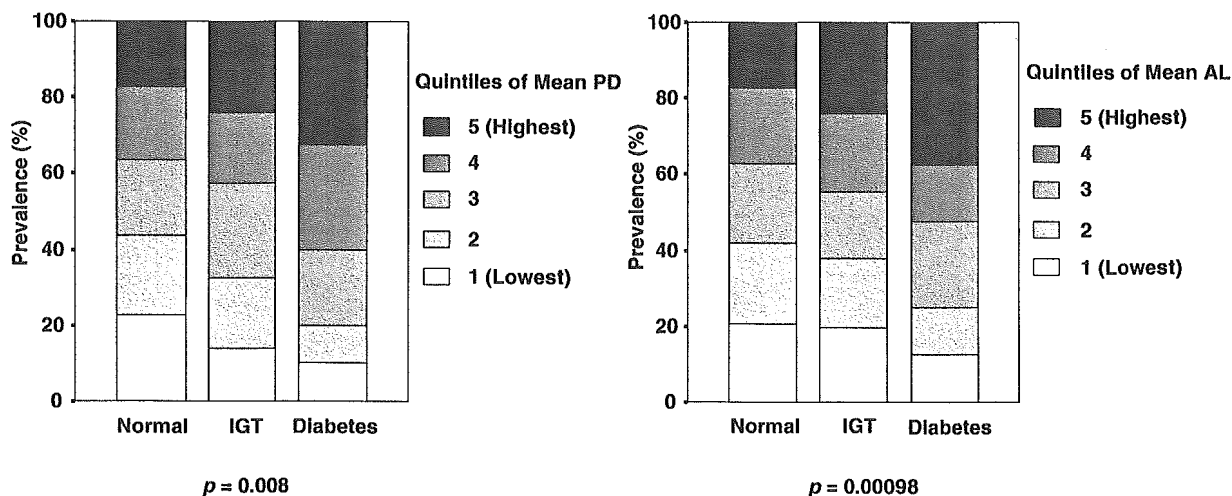 100
80
60
40
20
0
Prevalence (%)
Normal IGT Diabetes
p = 0.008
Quintiles of Mean PD
5 (Highest)
4
3
2
1 (Lowest)
100
80
60
40
20
0
Prevalence (%)
Normal IGT Diabetes
p = 0.00098
Quintiles of Mean AL
5 (Highest)
4
3
2
1 (Lowest)